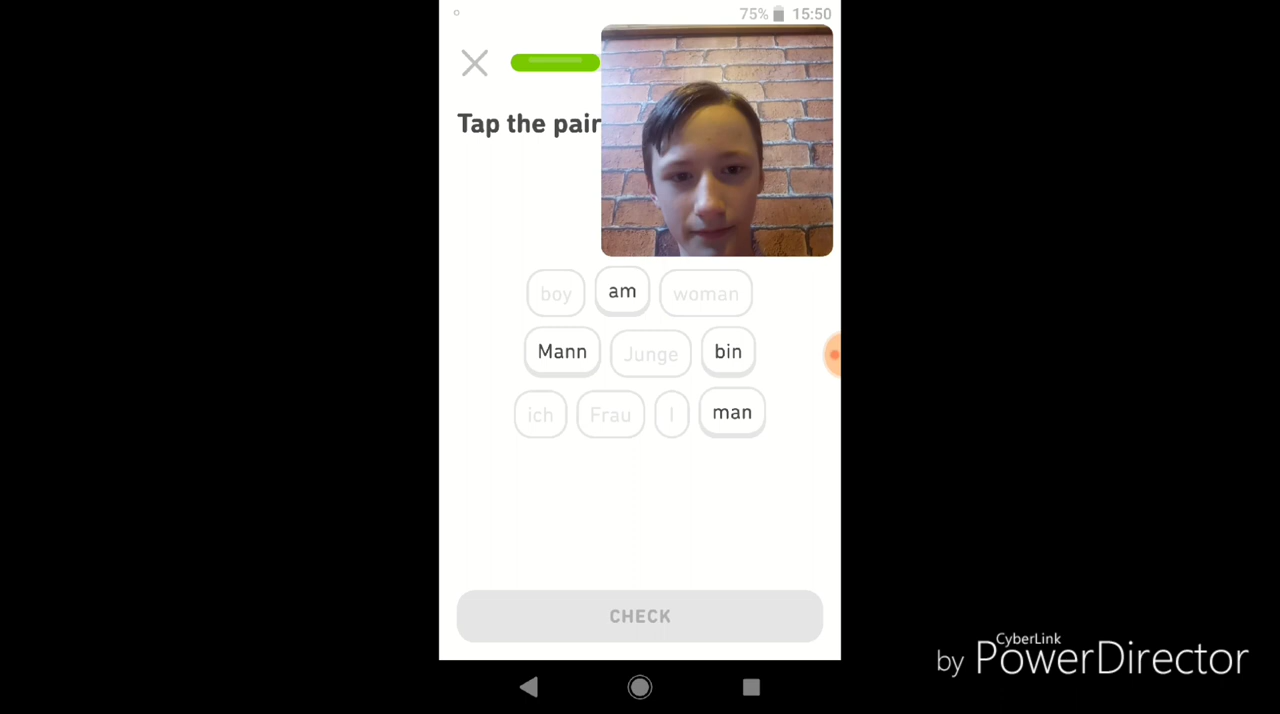 75% 15:50
Tap the pair
boy am woman
Mann Junge bin
ich Frau I man
CHECK
CyberLink
by PowerDirector